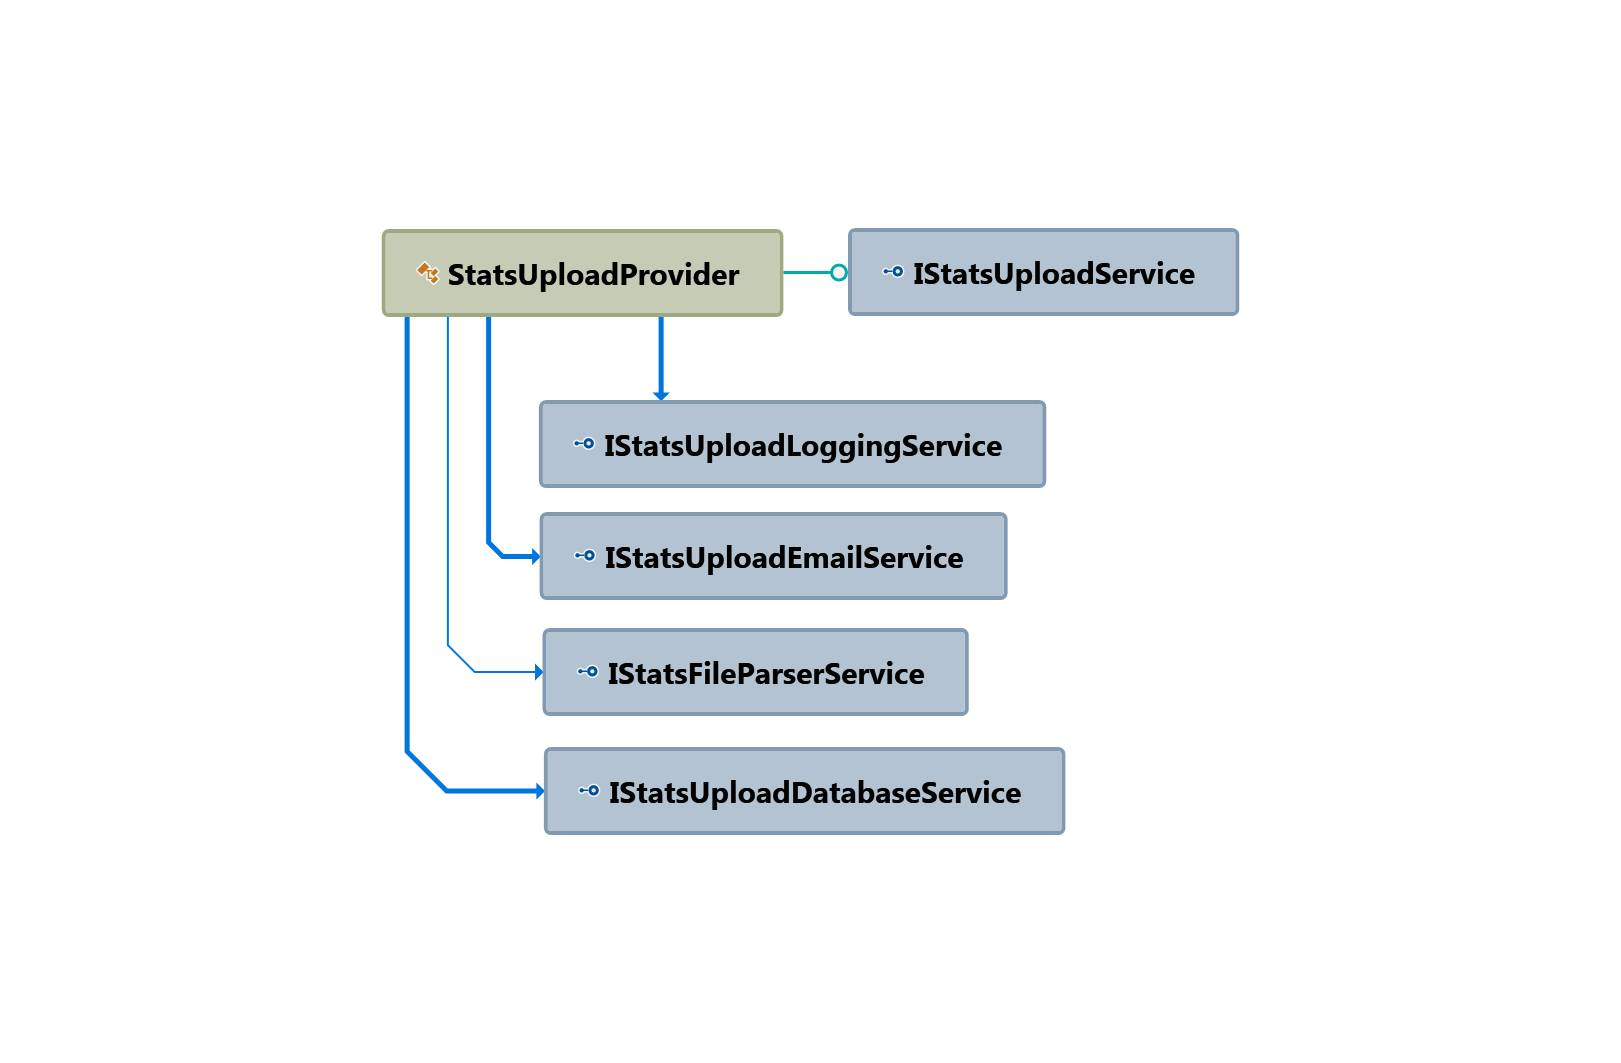 StatsUploadProvider
IStatsUploadService
IStatsUploadLoggingService
IStatsUploadEmailService
IStatsFileParserService
IStatsUploadDatabaseService